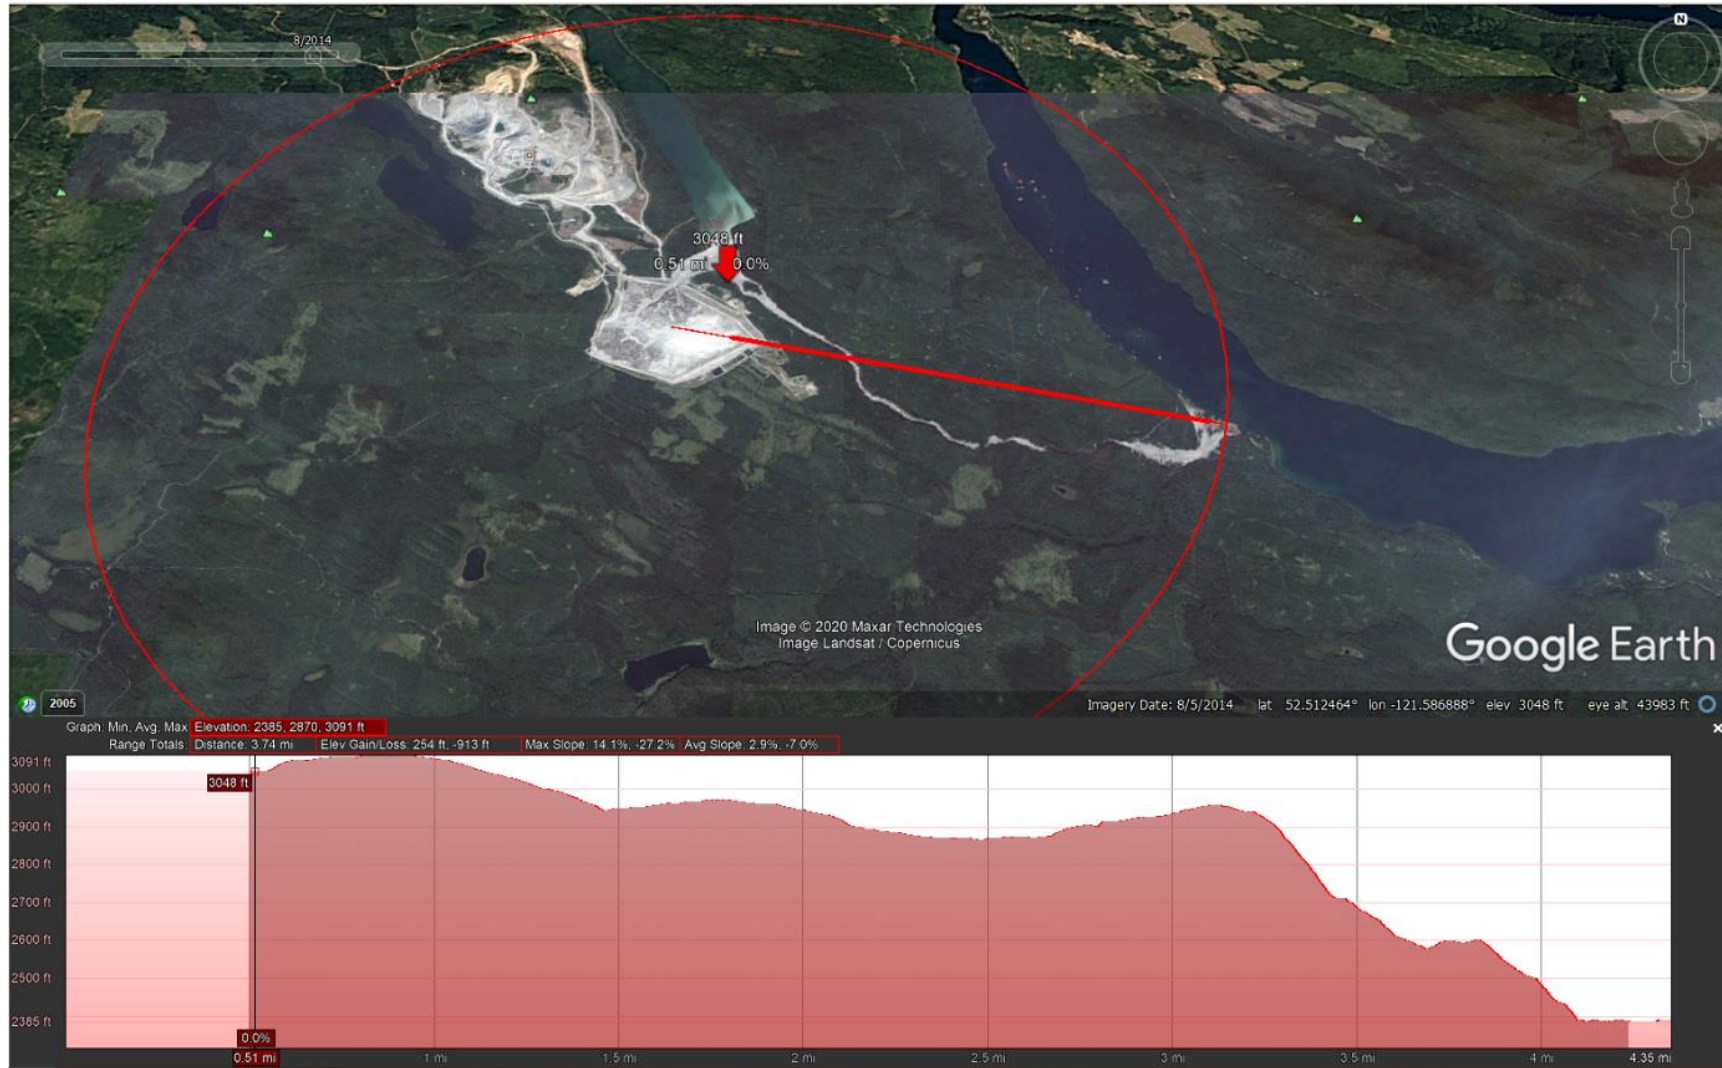 8/2014
N
3048 ft
0.51 mi 0.0%
Image © 2020 Maxar Technologies
Image Landsat / Copernicus
Google Earth
2005
Imagery Date: 8/5/2014 lat 52.512464° lon -121.586888° elev 3048 ft eye alt 43983 ft
Graph: Min, Avg, Max Elevation: 2385, 2870, 3091 ft
Range Totals: Distance: 3.74 mi Elev Gain/Loss: 254 ft, -913 ft Max Slope: 14.1%, -27.2% Avg Slope: 2.9%, -7.0%
3091 ft
3048 ft
3000 ft
2900 ft
2800 ft
2700 ft
2600 ft
2500 ft
2385 ft
0.0%
0.51 mi 1 mi 1.5 mi 2 mi 2.5 mi 3 mi 3.5 mi 4 mi 4.35 mi